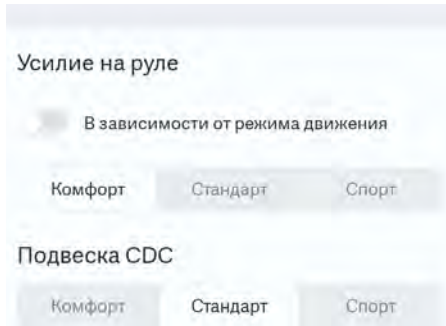 Усилие на руле
В зависимости от режима движения
Комфорт Стандарт Спорт
Подвеска CDC
Комфорт Стандарт Спорт